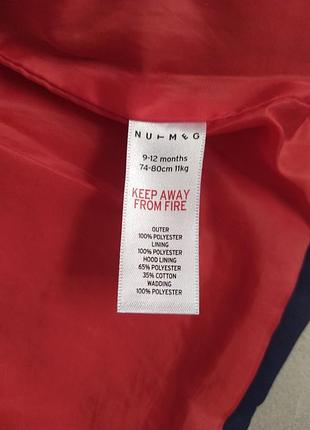 NUTMEG
9-12 months
74-80cm 11kg
KEEP AWAY
FROM FIRE
OUTER
100% POLYESTER
LINING
100% POLYESTER
HOOD LINING
65% POLYESTER
35% COTTON
WADDING
100% POLYESTER